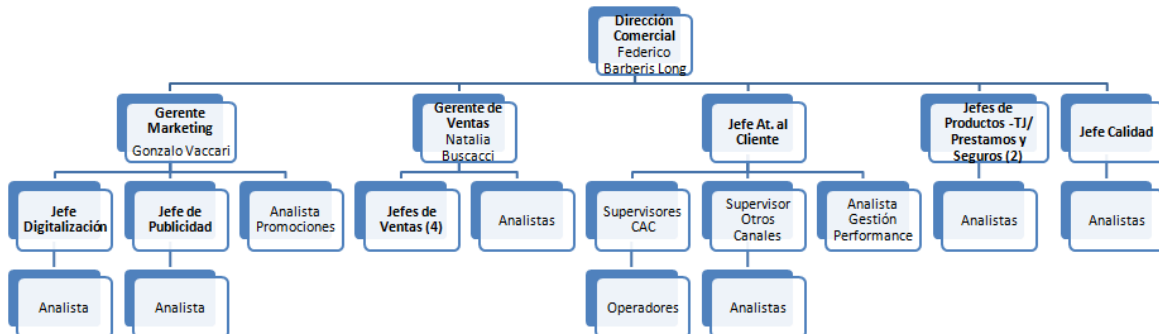 Dirección
Comercial
Federico
Barberis Long
Gerente
Marketing
Gonzalo Vaccari
Gerente de
Ventas
Natalia
Buscacci
Jefe At. al
Cliente
Jefes de
Productos -TJ/
Prestamos y
Seguros (2)
Jefe Calidad
Jefe
Digitalización
Jefe de
Publicidad
Analista
Promociones
Jefes de
Ventas (4)
Analistas
Supervisores
CAC
Supervisor
Otros
Canales
Analista
Gestión
Performance
Analistas
Analistas
Analista
Analista
Operadores
Analistas